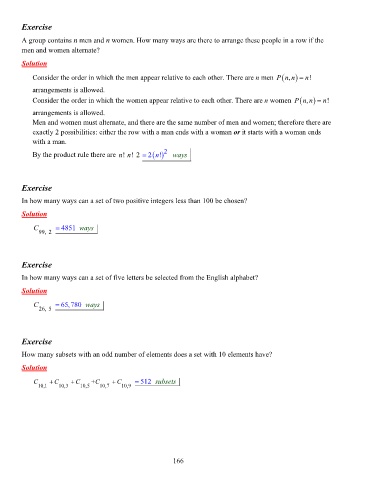 Exercise
A group contains n men and n women. How many ways are there to arrange these people in a row if the
men and women alternate?
Solution
Consider the order in which the men appear relative to each other. There are n men P(n,n) = n!
arrangements is allowed.
Consider the order in which the women appear relative to each other. There are n women P(n,n) = n!
arrangements is allowed.
Men and women must alternate, and there are the same number of men and women; therefore there are
exactly 2 possibilities: either the row with a man ends with a woman or it starts with a woman ends
with a man.
By the product rule there are n! n! 2 = 2(n!)² ways
Exercise
In how many ways can a set of two positive integers less than 100 be chosen?
Solution
C 99, 2 = 4851 ways
Exercise
In how many ways can a set of five letters be selected from the English alphabet?
Solution
C 26, 5 = 65,780 ways
Exercise
How many subsets with an odd number of elements does a set with 10 elements have?
Solution
C 10,1 + C 10,3 + C 10,5 + C 10,7 + C 10,9 = 512 subsets
166